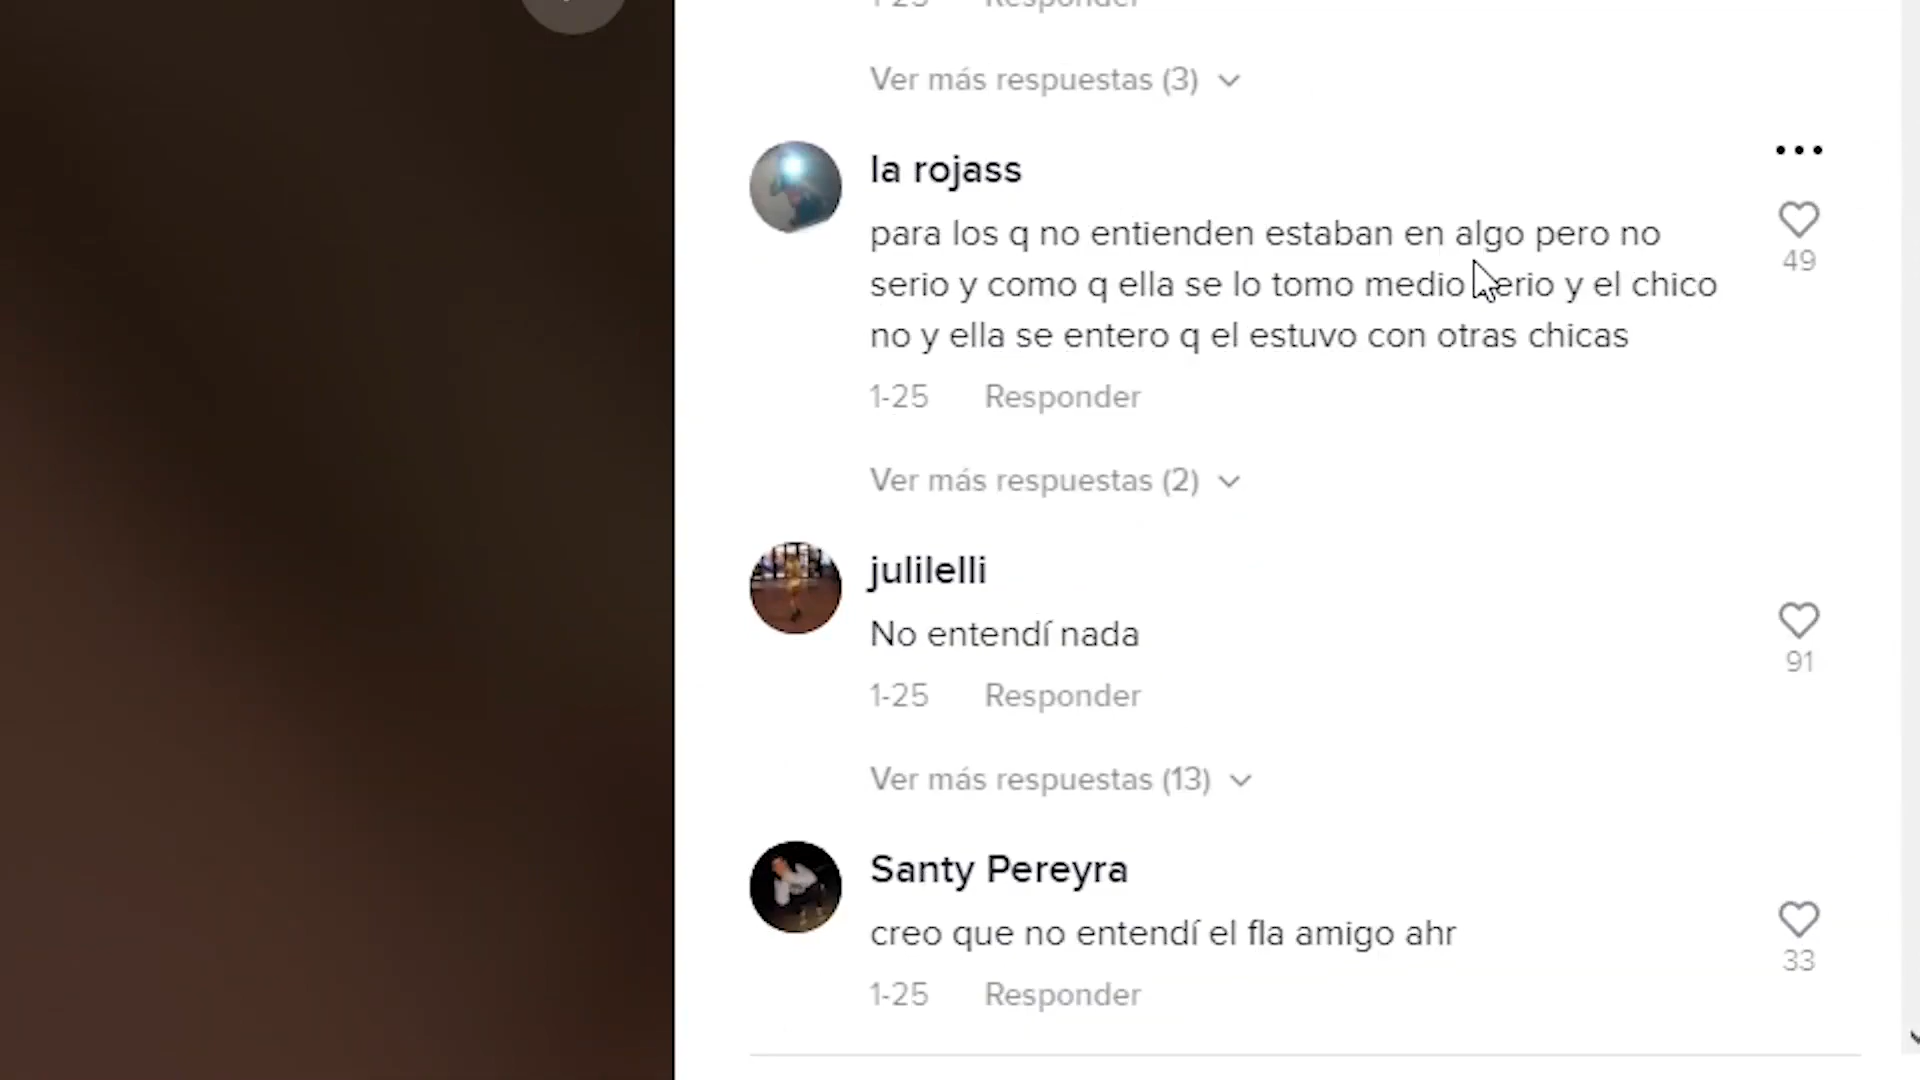 1-25 Responder
Ver más respuestas (3)
la rojass
para los q no entienden estaban en algo pero no
serio y como q ella se lo tomo medio serio y el chico
no y ella se entero q el estuvo con otras chicas
49
1-25 Responder
Ver más respuestas (2)
julilelli
No entendí nada
91
1-25 Responder
Ver más respuestas (13)
Santy Pereyra
creo que no entendí el fla amigo ahr
33
1-25 Responder